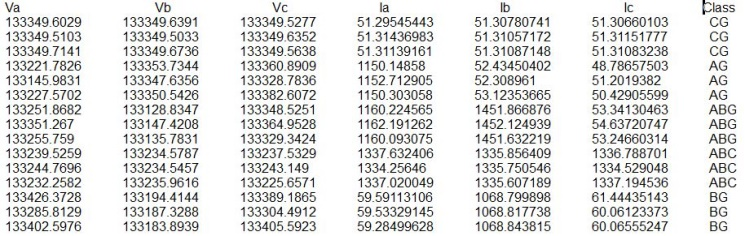 Va Vb Vc Ia Ib Ic Class
133349.6029 133349.6391 133349.5277 51.29545443 51.30780741 51.30660103 CG
133349.5103 133349.5033 133349.6352 51.31436983 51.31057172 51.31151777 CG
133349.7141 133349.6736 133349.5638 51.31139161 51.31087148 51.31083238 CG
133221.7826 133353.7344 133360.8909 1150.14858 52.43450402 48.78657503 AG
133145.9831 133347.6356 133328.7836 1152.712905 52.308961 51.2019382 AG
133227.5702 133350.5426 133382.6072 1150.303058 53.12353665 50.42905599 AG
133251.8682 133128.8347 133348.5251 1160.224565 1451.866876 53.34130463 ABG
133351.267 133147.4208 133364.9528 1162.191262 1452.124939 54.63720747 ABG
133255.759 133135.7831 133329.3424 1160.093075 1451.632219 53.24660314 ABG
133239.5259 133234.5787 133237.5329 1337.632406 1335.856409 1336.788701 ABC
133244.7696 133234.5457 133243.149 1334.25646 1335.750546 1334.529048 ABC
133232.2582 133235.9616 133225.6571 1337.020049 1335.607189 1337.194536 ABC
133426.3728 133194.4144 133389.1865 59.59113106 1068.799898 61.44435143 BG
133285.8129 133187.3288 133304.4912 59.53329145 1068.817738 60.06123373 BG
133402.5976 133183.8939 133405.5923 59.28499628 1068.843815 60.06555247 BG